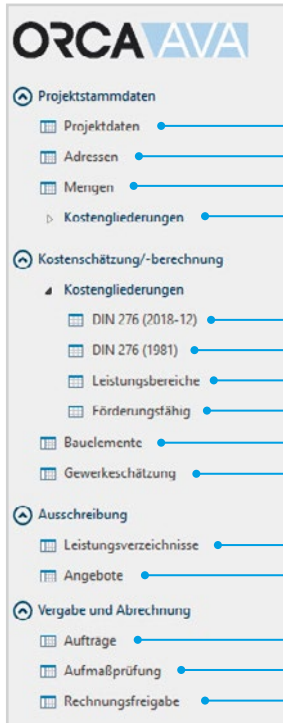 ORCA AVA
Projektstammdaten
Projektdaten
Adressen
Mengen
Kostengliederungen
Kostenschätzung/-berechnung
Kostengliederungen
DIN 276 (2018-12)
DIN 276 (1981)
Leistungsbereiche
Förderungsfähig
Bauelemente
Gewerkeschätzung
Ausschreibung
Leistungsverzeichnisse
Angebote
Vergabe und Abrechnung
Aufträge
Aufmaßprüfung
Rechnungsfreigabe